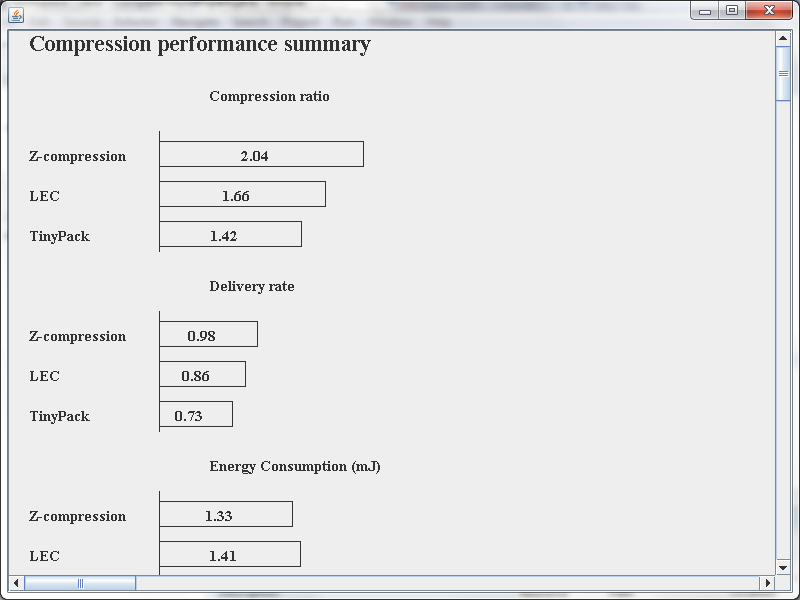 Compression performance summary
Compression ratio
Z-compression 2.04
LEC 1.66
TinyPack 1.42
Delivery rate
Z-compression 0.98
LEC 0.86
TinyPack 0.73
Energy Consumption (mJ)
Z-compression 1.33
LEC 1.41